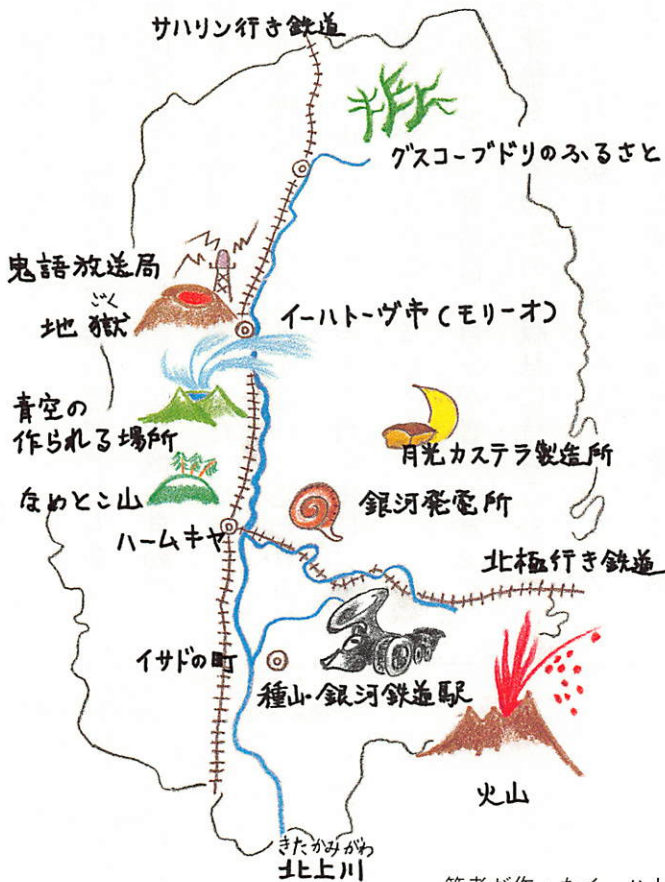 サハリン行き鉄道
グスコーブドリのふるさと
鬼語放送局
ごく
地獄
イーハトーヴ市(モリーオ)
青空の
作られる場所
月光カステラ製造所
なめとこ山
銀河発電所
ハームキヤ
北極行き鉄道
イサドの町
種山・銀河鉄道駅
火山
きたかみがわ
北上川